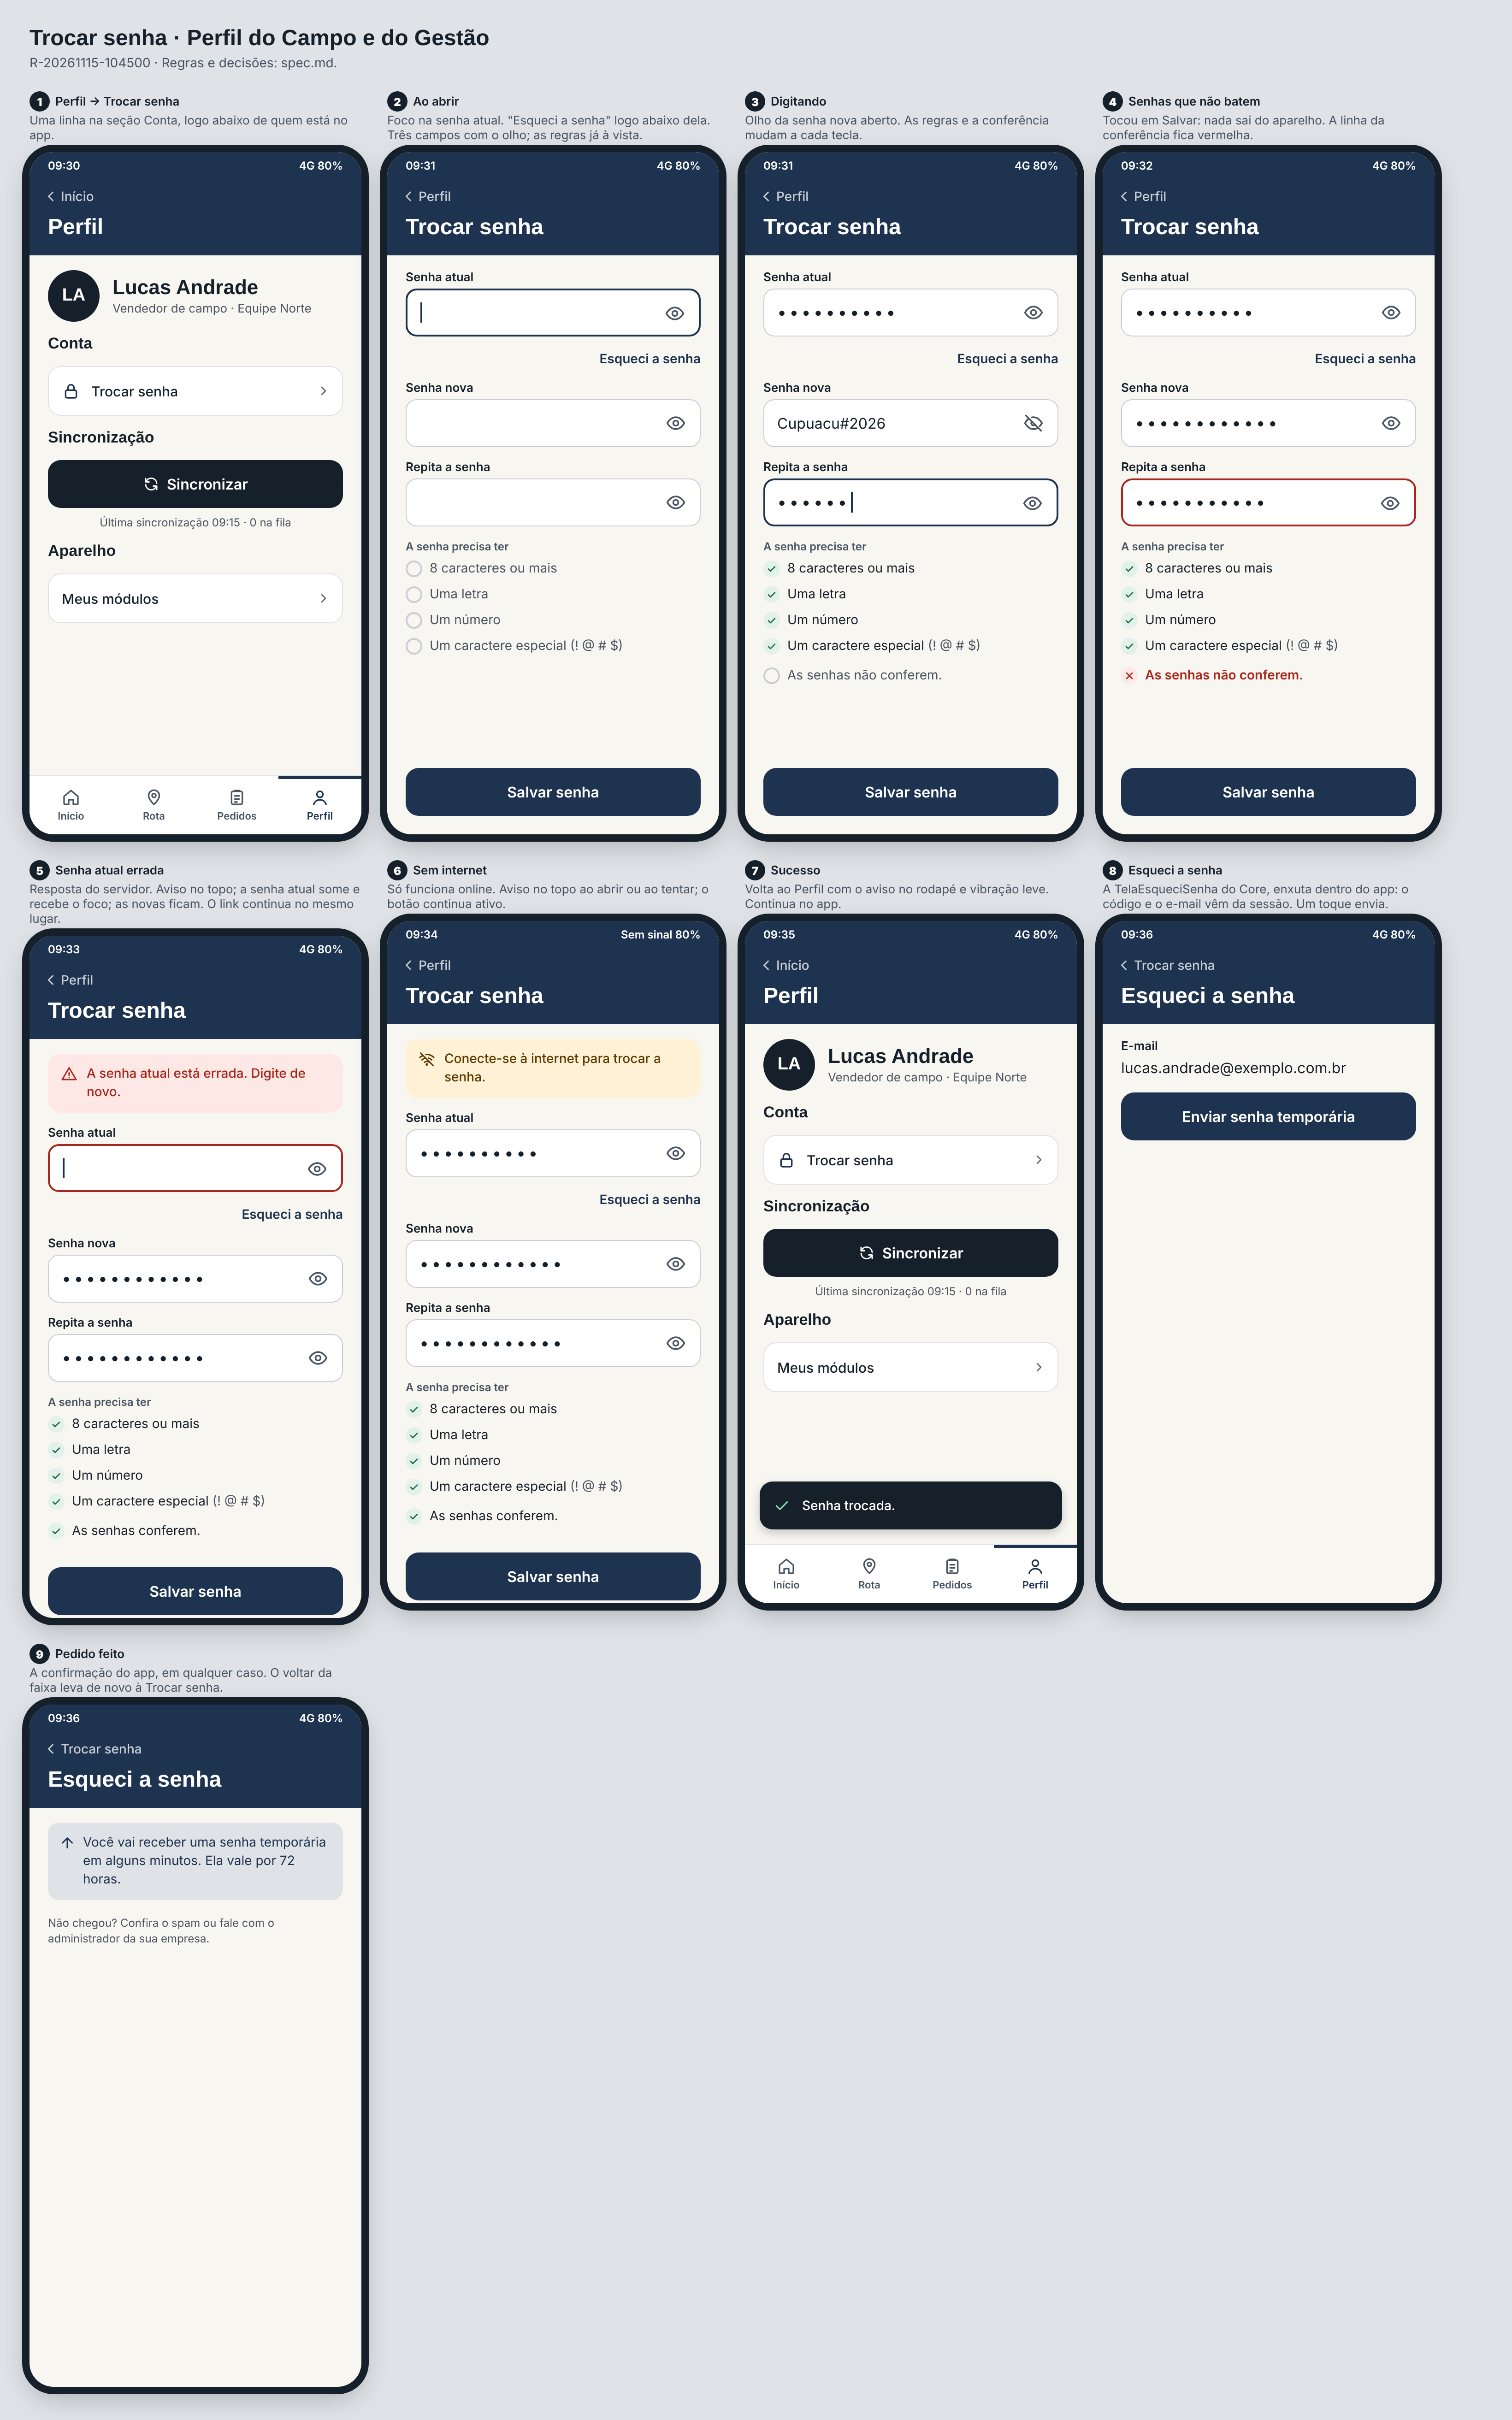 Trocar senha · Perfil do Campo e do Gestão
R-20261115-104500 · Regras e decisões: spec.md.
1 Perfil → Trocar senha
Uma linha na seção Conta, logo abaixo de quem está no
app.
09:30 4G 80%
Início
Perfil
LA
Lucas Andrade
Vendedor de campo · Equipe Norte
Conta
Trocar senha
Sincronização
Sincronizar
Última sincronização 09:15 · 0 na fila
Aparelho
Meus módulos
Início Rota Pedidos Perfil
2 Ao abrir
Foco na senha atual. "Esqueci a senha" logo abaixo dela.
Três campos com o olho; as regras já à vista.
09:31 4G 80%
Perfil
Trocar senha
Senha atual
Esqueci a senha
Senha nova
Repita a senha
A senha precisa ter
8 caracteres ou mais
Uma letra
Um número
Um caractere especial (! @ # $)
Salvar senha
3 Digitando
Olho da senha nova aberto. As regras e a conferência
mudam a cada tecla.
09:31 4G 80%
Perfil
Trocar senha
Senha atual
••••••••••
Esqueci a senha
Senha nova
Cupuacu#2026
Repita a senha
••••••
A senha precisa ter
8 caracteres ou mais
Uma letra
Um número
Um caractere especial (! @ # $)
As senhas não conferem.
Salvar senha
4 Senhas que não batem
Tocou em Salvar: nada sai do aparelho. A linha da
conferência fica vermelha.
09:32 4G 80%
Perfil
Trocar senha
Senha atual
••••••••••
Esqueci a senha
Senha nova
••••••••••••
Repita a senha
•••••••••••
A senha precisa ter
8 caracteres ou mais
Uma letra
Um número
Um caractere especial (! @ # $)
As senhas não conferem.
Salvar senha
5 Senha atual errada
Resposta do servidor. Aviso no topo; a senha atual some e
recebe o foco; as novas ficam. O link continua no mesmo
lugar.
09:33 4G 80%
Perfil
Trocar senha
A senha atual está errada. Digite de
novo.
Senha atual
Esqueci a senha
Senha nova
••••••••••••
Repita a senha
••••••••••••
A senha precisa ter
8 caracteres ou mais
Uma letra
Um número
Um caractere especial (! @ # $)
As senhas conferem.
Salvar senha
6 Sem internet
Só funciona online. Aviso no topo ao abrir ou ao tentar; o
botão continua ativo.
09:34 Sem sinal 80%
Perfil
Trocar senha
Conecte-se à internet para trocar a
senha.
Senha atual
••••••••••
Esqueci a senha
Senha nova
••••••••••••
Repita a senha
••••••••••••
A senha precisa ter
8 caracteres ou mais
Uma letra
Um número
Um caractere especial (! @ # $)
As senhas conferem.
Salvar senha
7 Sucesso
Volta ao Perfil com o aviso no rodapé e vibração leve.
Continua no app.
09:35 4G 80%
Início
Perfil
LA
Lucas Andrade
Vendedor de campo · Equipe Norte
Conta
Trocar senha
Sincronização
Sincronizar
Última sincronização 09:15 · 0 na fila
Aparelho
Meus módulos
Senha trocada.
Início Rota Pedidos Perfil
8 Esqueci a senha
A TelaEsqueciSenha do Core, enxuta dentro do app: o
código e o e-mail vêm da sessão. Um toque envia.
09:36 4G 80%
Trocar senha
Esqueci a senha
E-mail
lucas.andrade@exemplo.com.br
Enviar senha temporária
9 Pedido feito
A confirmação do app, em qualquer caso. O voltar da
faixa leva de novo à Trocar senha.
09:36 4G 80%
Trocar senha
Esqueci a senha
Você vai receber uma senha temporária
em alguns minutos. Ela vale por 72
horas.
Não chegou? Confira o spam ou fale com o
administrador da sua empresa.